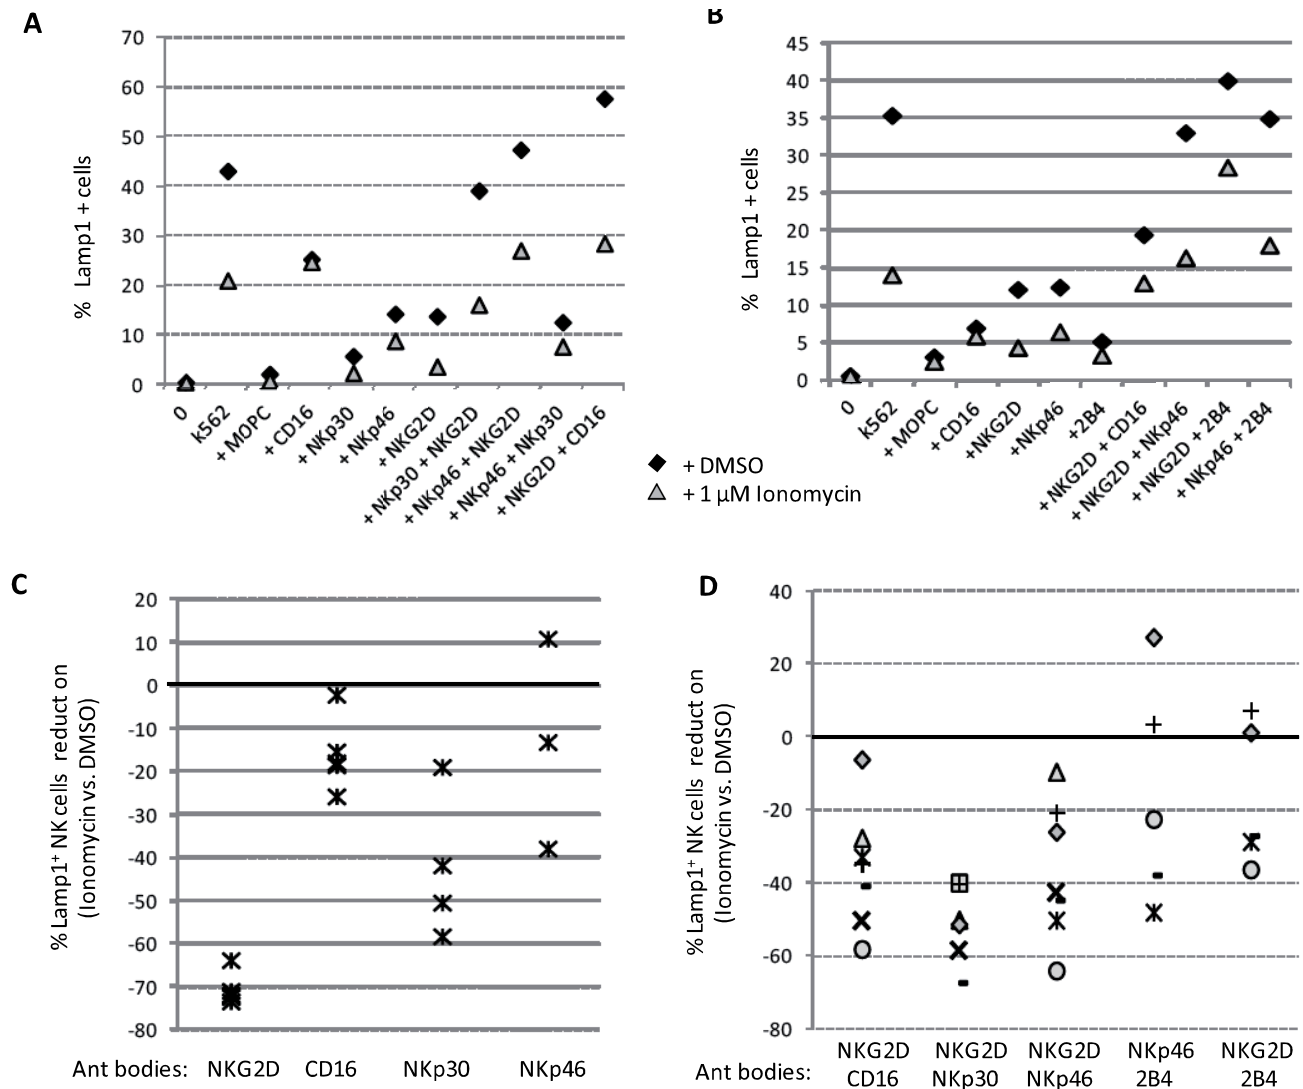 A
70
60
50
40
30
20
10
0
% Lamp1 + cells
0
k562
+ MOPC
+ CD16
+ NKp30
+ NKp46
+ NKG2D
+ NKp30 + NKG2D
+ NKp46 + NKG2D
+ NKp46 + NKp30
+ NKG2D + CD16
B
45
40
35
30
25
20
15
10
5
0
% Lamp1 + cells
0
k562
+ MOPC
+ CD16
+NKG2D
+NKp46
+ 2B4
+ NKG2D + CD16
+ NKG2D + NKp46
+ NKG2D + 2B4
+ NKp46 + 2B4
+ DMSO
+ 1 µM Ionomycin
C
20
10
0
-10
-20
-30
-40
-50
-60
-70
-80
% Lamp1⁺ NK cells reduct on
(Ionomycin vs. DMSO)
Ant bodies: NKG2D CD16 NKp30 NKp46
D
40
20
0
-20
-40
-60
-80
% Lamp1⁺ NK cells reduct on
(Ionomycin vs. DMSO)
NKG2D NKG2D NKG2D NKp46 NKG2D
Ant bodies: CD16 NKp30 NKp46 2B4 2B4